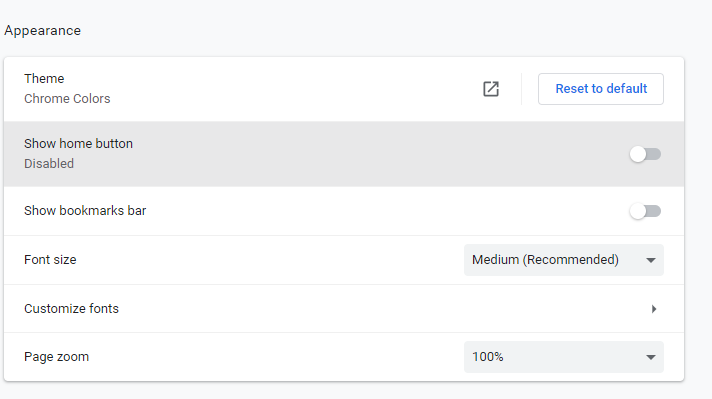 Appearance
Theme
Chrome Colors
Reset to default
Show home button
Disabled
Show bookmarks bar
Font size
Medium (Recommended)
Customize fonts
Page zoom
100%